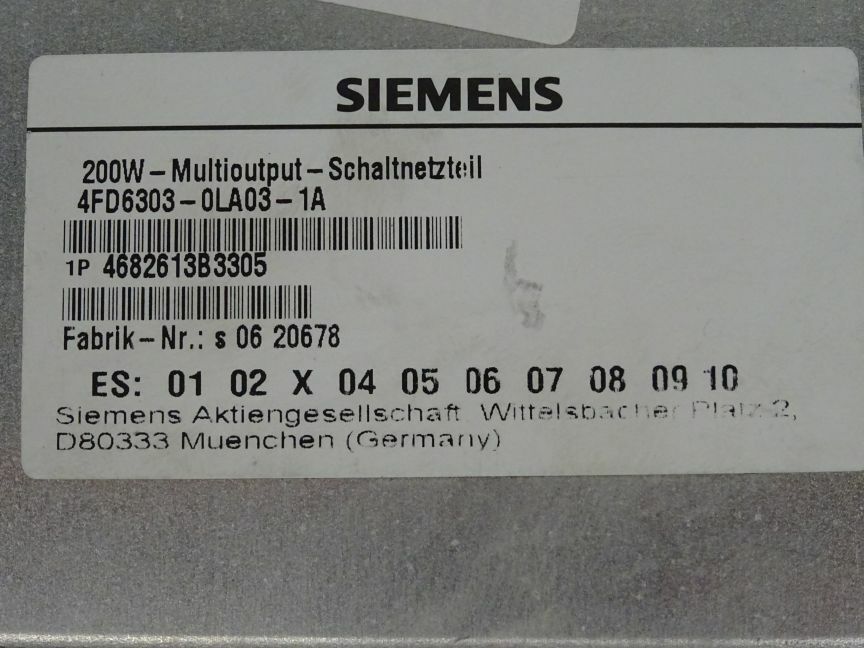 SIEMENS
200W-Multioutput-Schaltnetzteil
4FD6303-0LA03-1A
1P 4682613B3305
Fabrik-Nr.: s 06 20678
ES: 01 02 X 04 05 06 07 08 09 10
Siemens Aktiengesellschaft, Wittelsbacher Platz 2,
D80333 Muenchen (Germany)